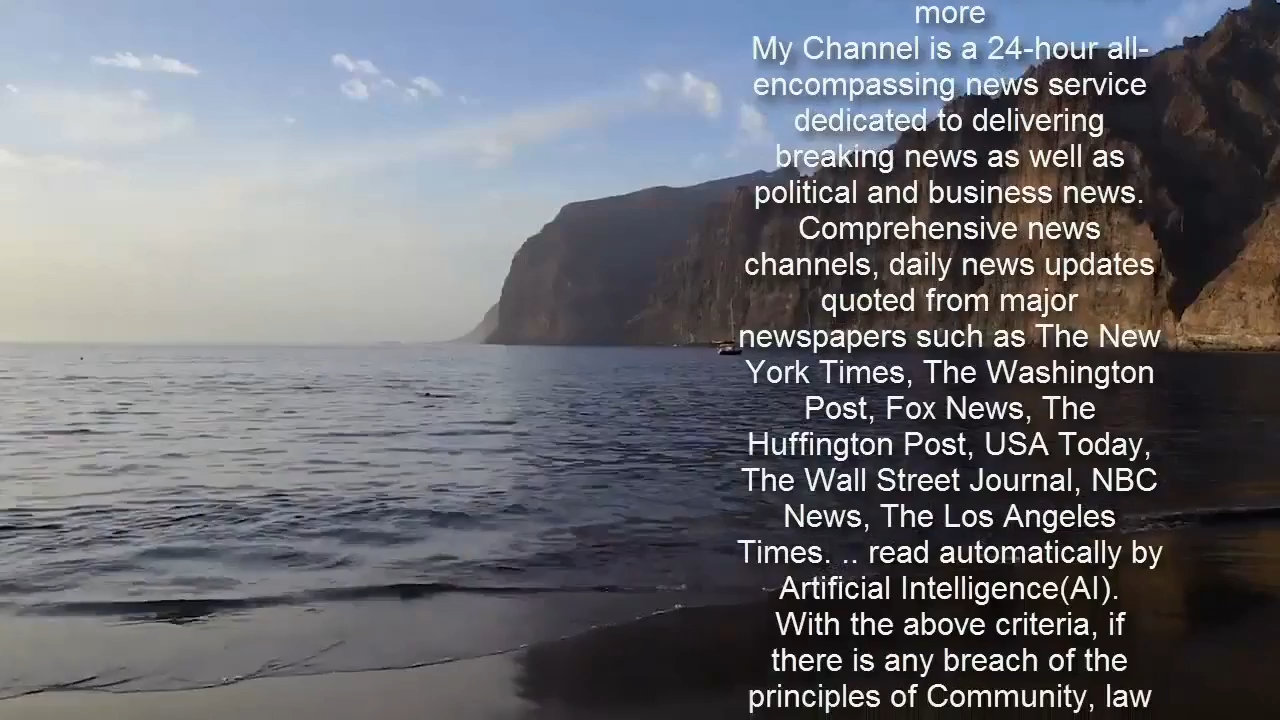 more
My Channel is a 24-hour all-
encompassing news service
dedicated to delivering
breaking news as well as
political and business news.
Comprehensive news
channels, daily news updates
quoted from major
newspapers such as The New
York Times, The Washington
Post, Fox News, The
Huffington Post, USA Today,
The Wall Street Journal, NBC
News, The Los Angeles
Times. .. read automatically by
Artificial Intelligence(AI).
With the above criteria, if
there is any breach of the
principles of Community, law